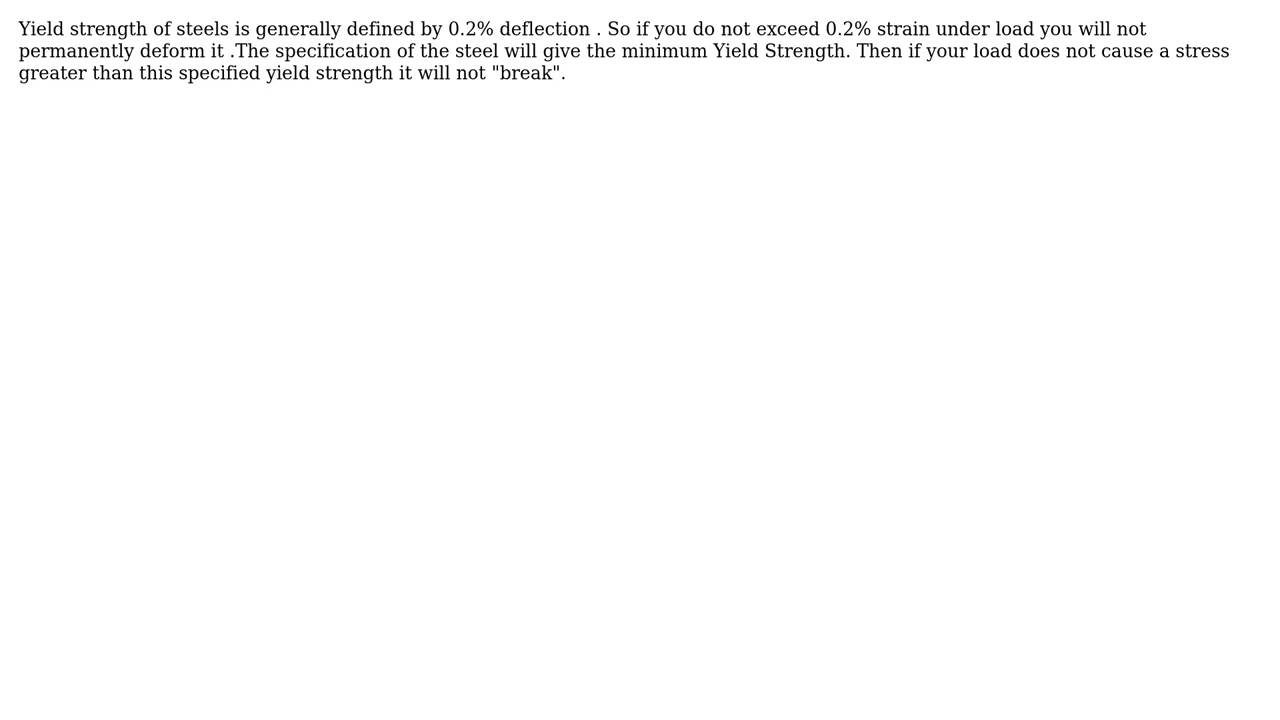 Yield strength of steels is generally defined by 0.2% deflection . So if you do not exceed 0.2% strain under load you will not
permanently deform it .The specification of the steel will give the minimum Yield Strength. Then if your load does not cause a stress
greater than this specified yield strength it will not "break".